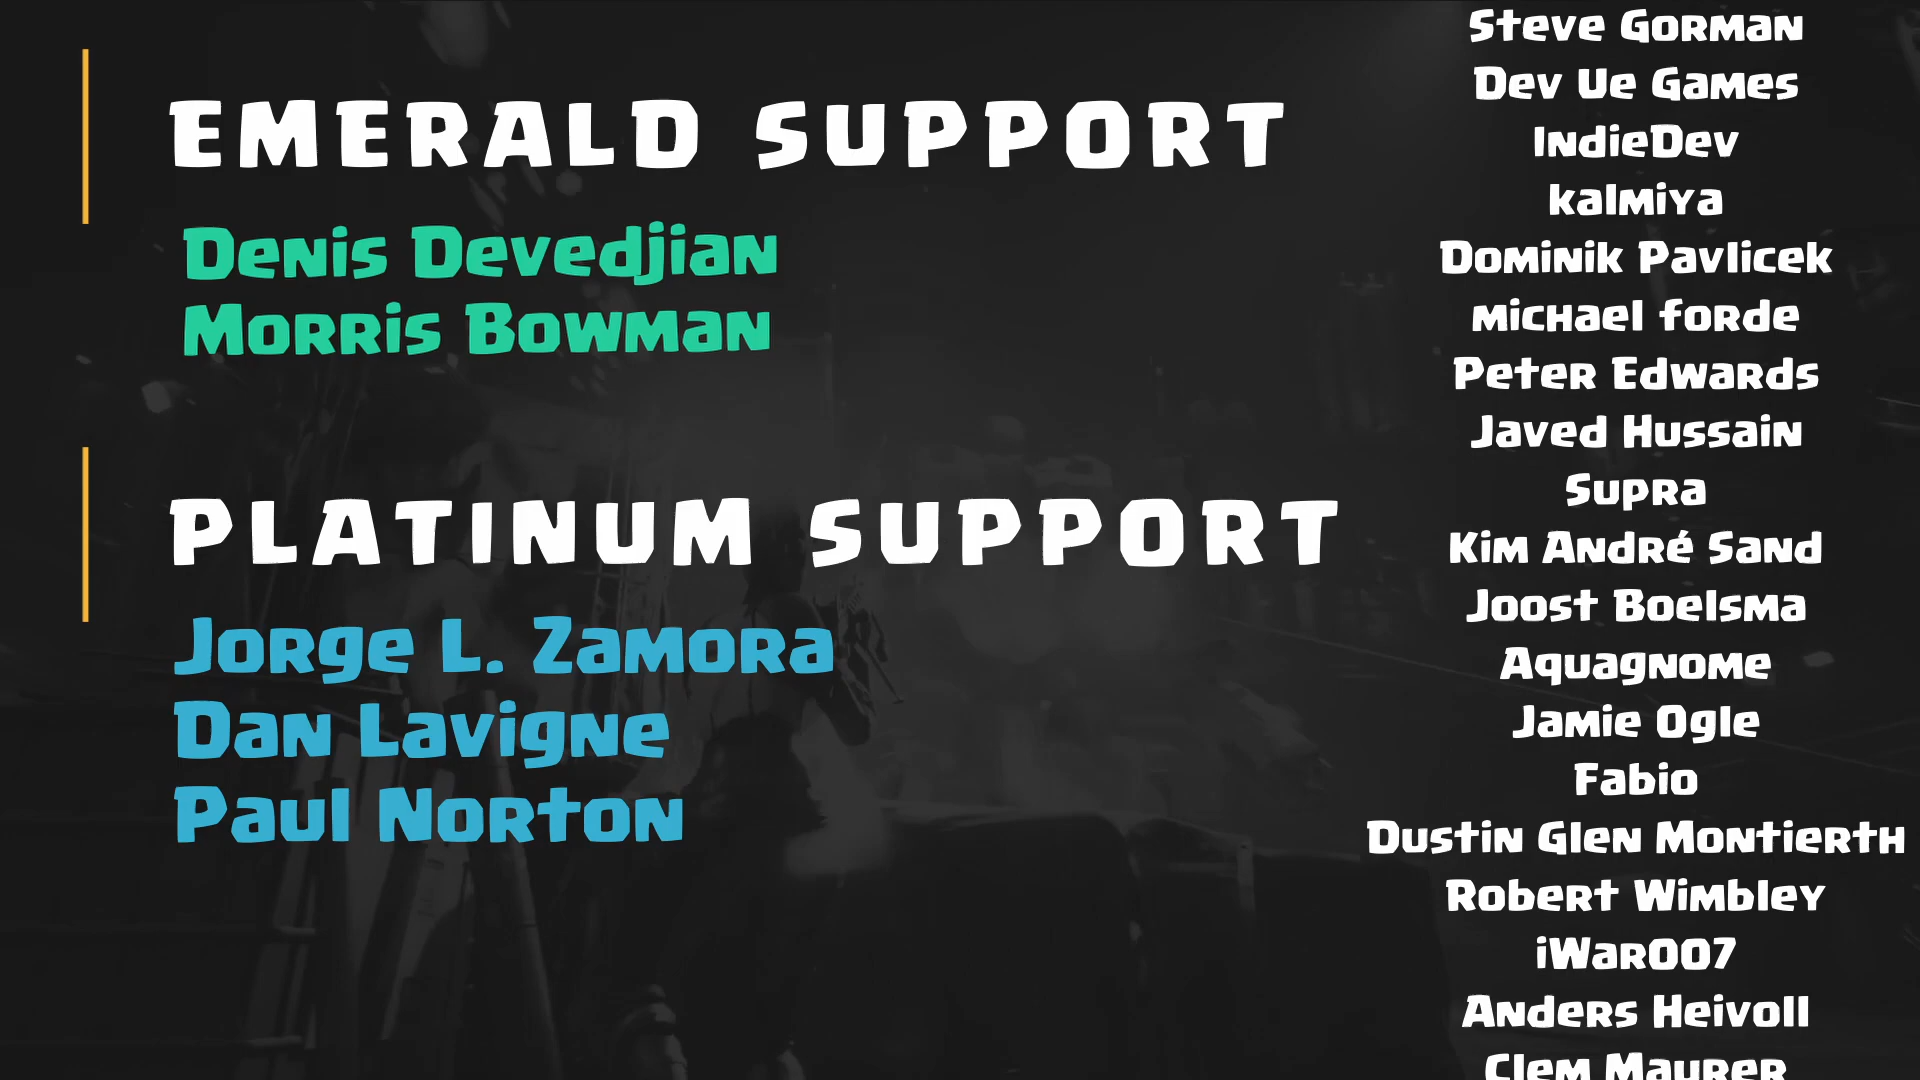 EMERALD SUPPORT
Denis Devedjian
Morris Bowman
PLATINUM SUPPORT
Jorge L. Zamora
Dan Lavigne
Paul Norton
Steve Gorman
Dev Ue Games
IndieDev
kalmiya
Dominik Pavlicek
michael forde
Peter Edwards
Javed Hussain
Supra
Kim André Sand
Joost Boelsma
Aquagnome
Jamie Ogle
Fabio
Dustin Glen Montierth
Robert Wimbley
iWar007
Anders Heivoll
Clem Maurer